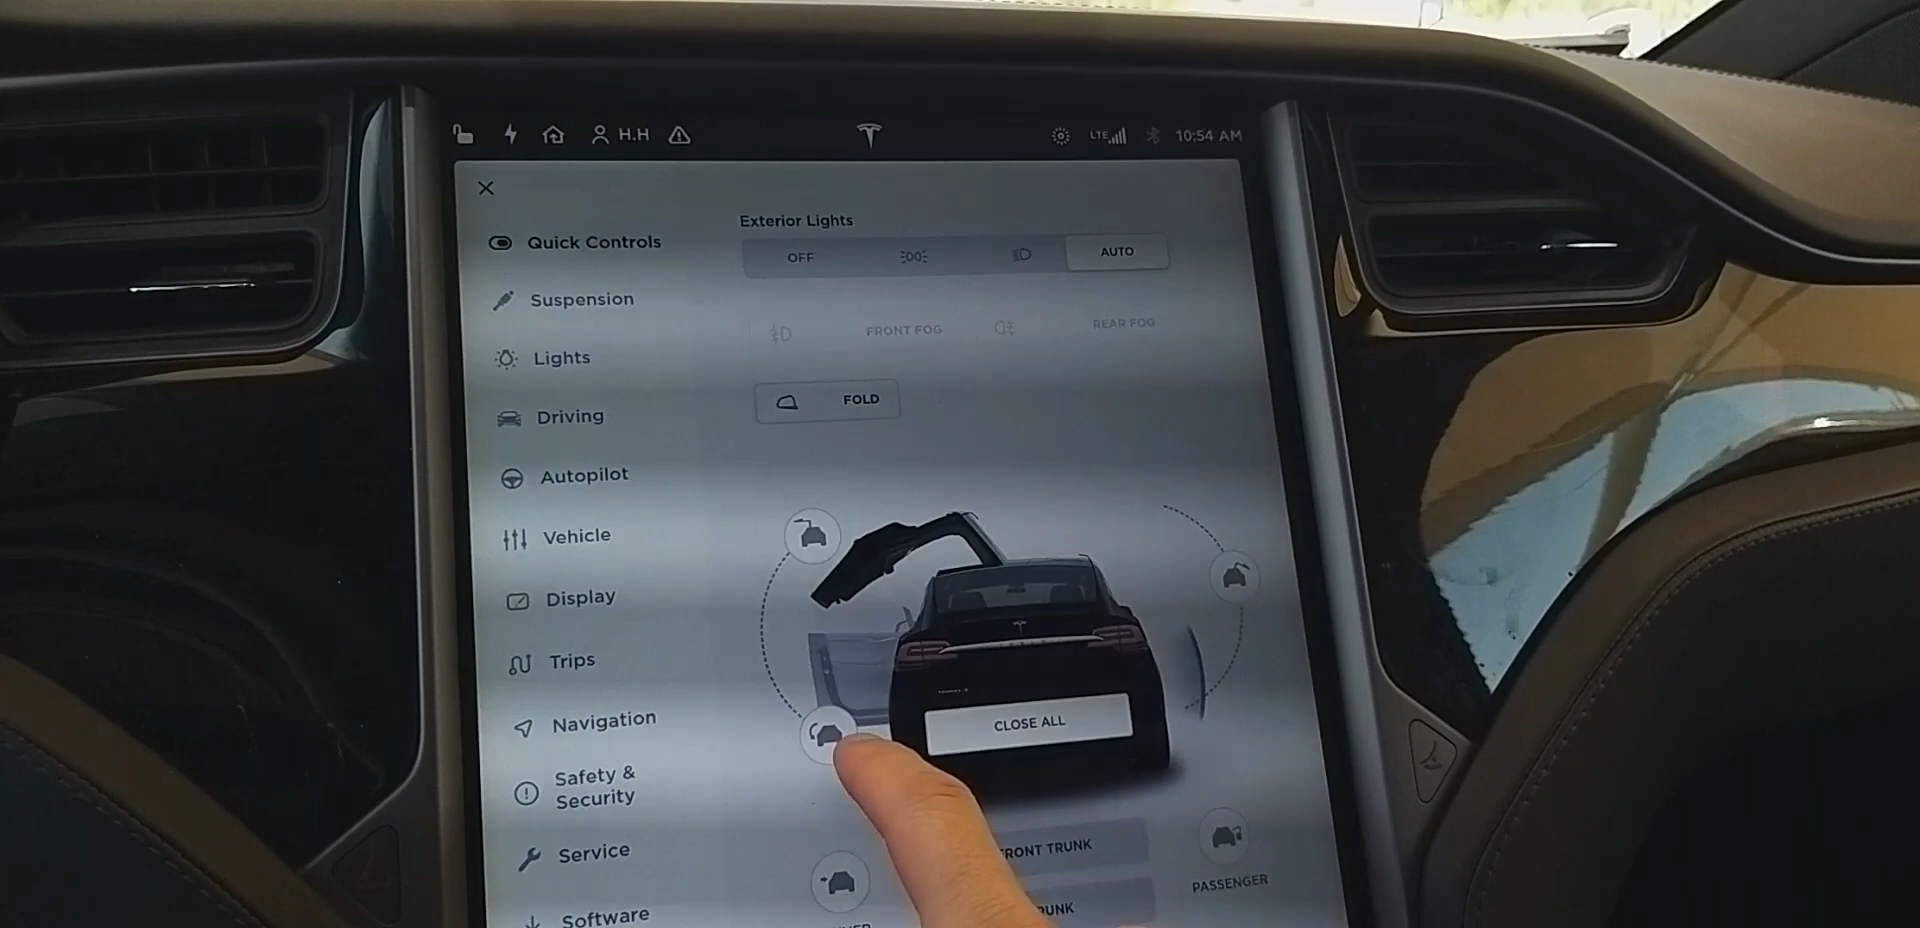 H.H
LTE
10:54 AM
Exterior Lights
OFF
AUTO
FRONT FOG
REAR FOG
FOLD
Quick Controls
Suspension
Lights
Driving
Autopilot
Vehicle
Display
Trips
Navigation
Safety &
Security
Service
Software
CLOSE ALL
RONT TRUNK
RUNK
PASSENGER